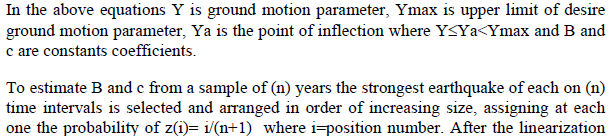 In the above equations Y is ground motion parameter, Ymax is upper limit of desire
ground motion parameter, Ya is the point of inflection where Y≤Ya<Ymax and B and
c are constants coefficients.
To estimate B and c from a sample of (n) years the strongest earthquake of each on (n)
time intervals is selected and arranged in order of increasing size, assigning at each
one the probability of z(i)= i/(n+1) where i=position number. After the linearization